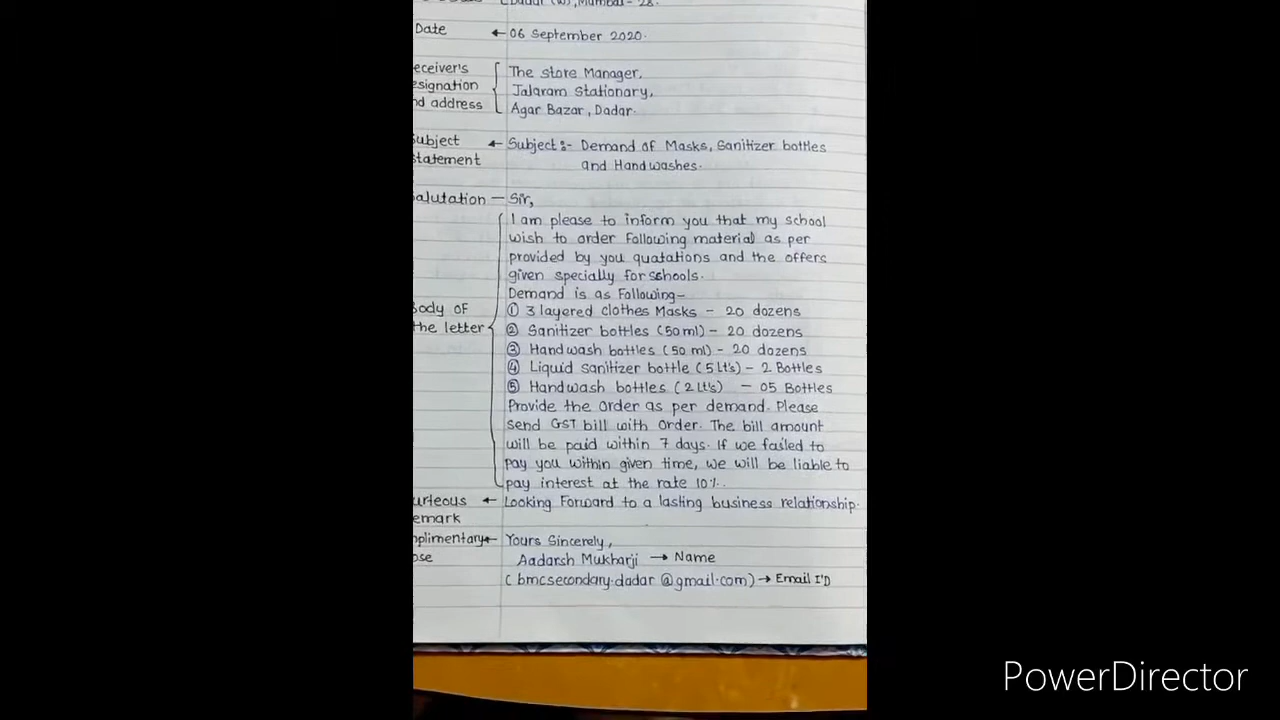 Dadar (W), Mumbai - 28.
Date ← 06 September 2020.
eceiver's
esignation
nd address
The store Manager,
Jalaram Stationary,
Agar Bazar, Dadar.
Subject ← Subject :- Demand of Masks, Sanitizer bottles
statement and Handwashes.
alutation — Sir,
I am please to inform you that my school
wish to order Following material as per
provided by you quatations and the offers
given specially for schools.
Demand is as Following-
Body of
the letter
① 3 layered clothes Masks - 20 dozens
② Sanitizer bottles (50 ml) - 20 dozens
③ Handwash bottles (50 ml) - 20 dozens
④ Liquid sanitizer bottle (5 Lt's) - 2 Bottles
⑤ Handwash bottles (2 Lt's) - 05 Bottles
Provide the Order as per demand. Please
send GST bill with Order. The bill amount
will be paid within 7 days. If we failed to
pay you within given time, we will be liable to
pay interest at the rate 10%.
urteous ← Looking Forward to a lasting business relationship.
emark
mplimentary ← Yours Sincerely,
ose Aadarsh Mukharji → Name
(bmcsecondary.dadar @gmail.com) → Email I'D
PowerDirector